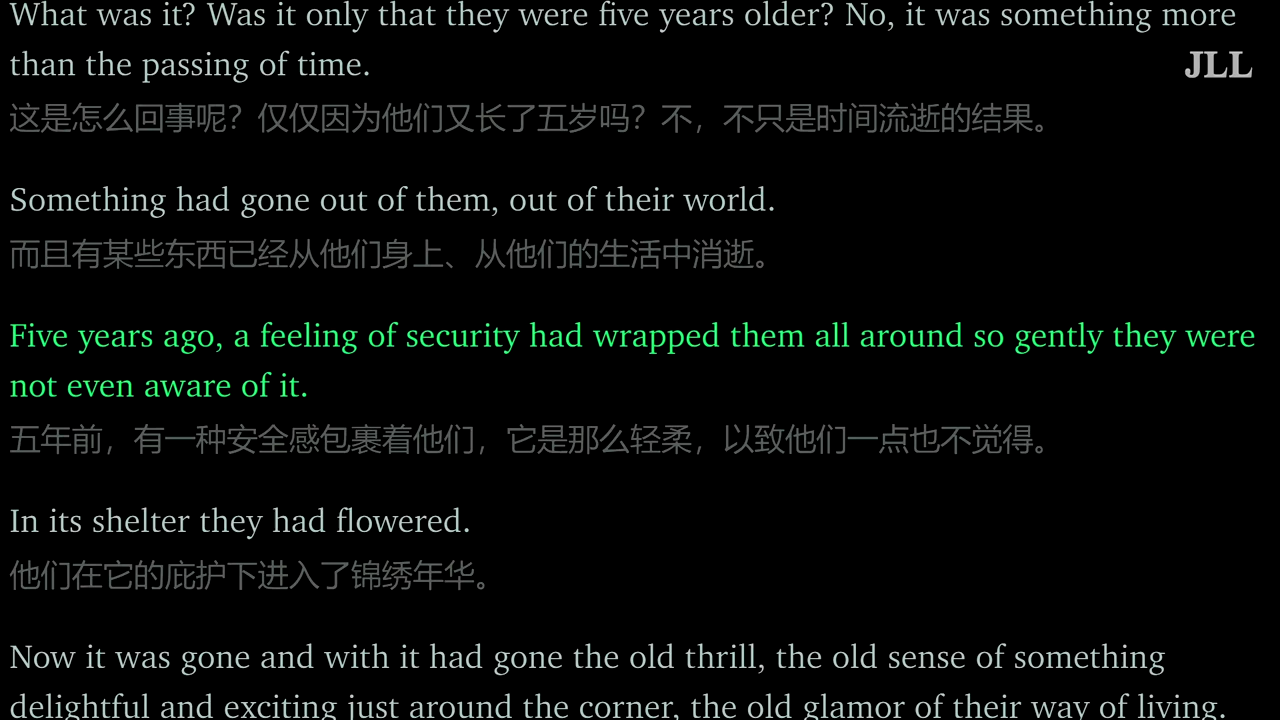 What was it? Was it only that they were five years older? No, it was something more
than the passing of time.
JLL
这是怎么回事呢？仅仅因为他们又长了五岁吗？不，不只是时间流逝的结果。
Something had gone out of them, out of their world.
而且有某些东西已经从他们身上、从他们的生活中消逝。
Five years ago, a feeling of security had wrapped them all around so gently they were
not even aware of it.
五年前，有一种安全感包裹着他们，它是那么轻柔，以致他们一点也不觉得。
In its shelter they had flowered.
他们在它的庇护下进入了锦绣年华。
Now it was gone and with it had gone the old thrill, the old sense of something
delightful and exciting just around the corner, the old glamor of their way of living.